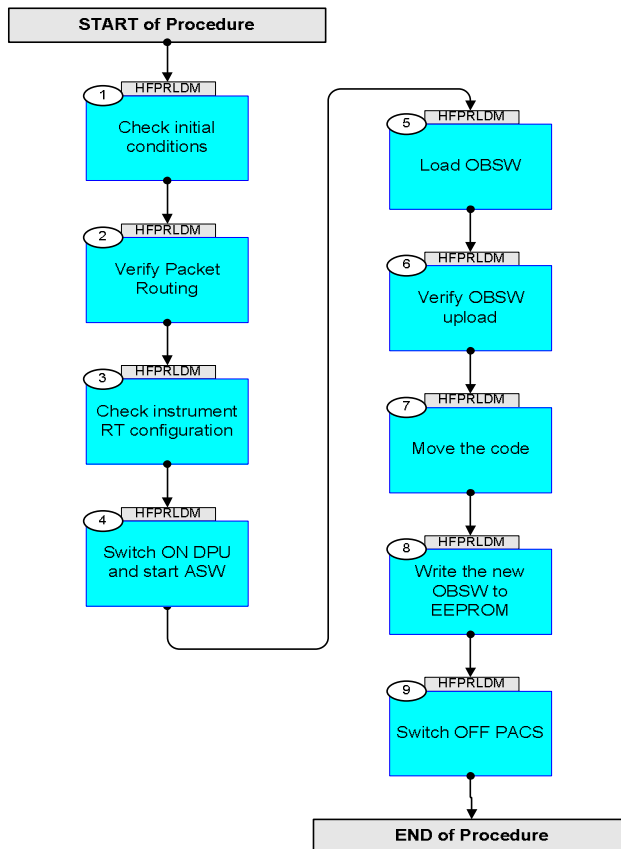 START of Procedure
HFPRLDM
1
Check initial
conditions
HFPRLDM
2
Verify Packet
Routing
HFPRLDM
3
Check instrument
RT configuration
HFPRLDM
4
Switch ON DPU
and start ASW
HFPRLDM
5
Load OBSW
HFPRLDM
6
Verify OBSW
upload
HFPRLDM
7
Move the code
HFPRLDM
8
Write the new
OBSW to
EEPROM
HFPRLDM
9
Switch OFF PACS
END of Procedure